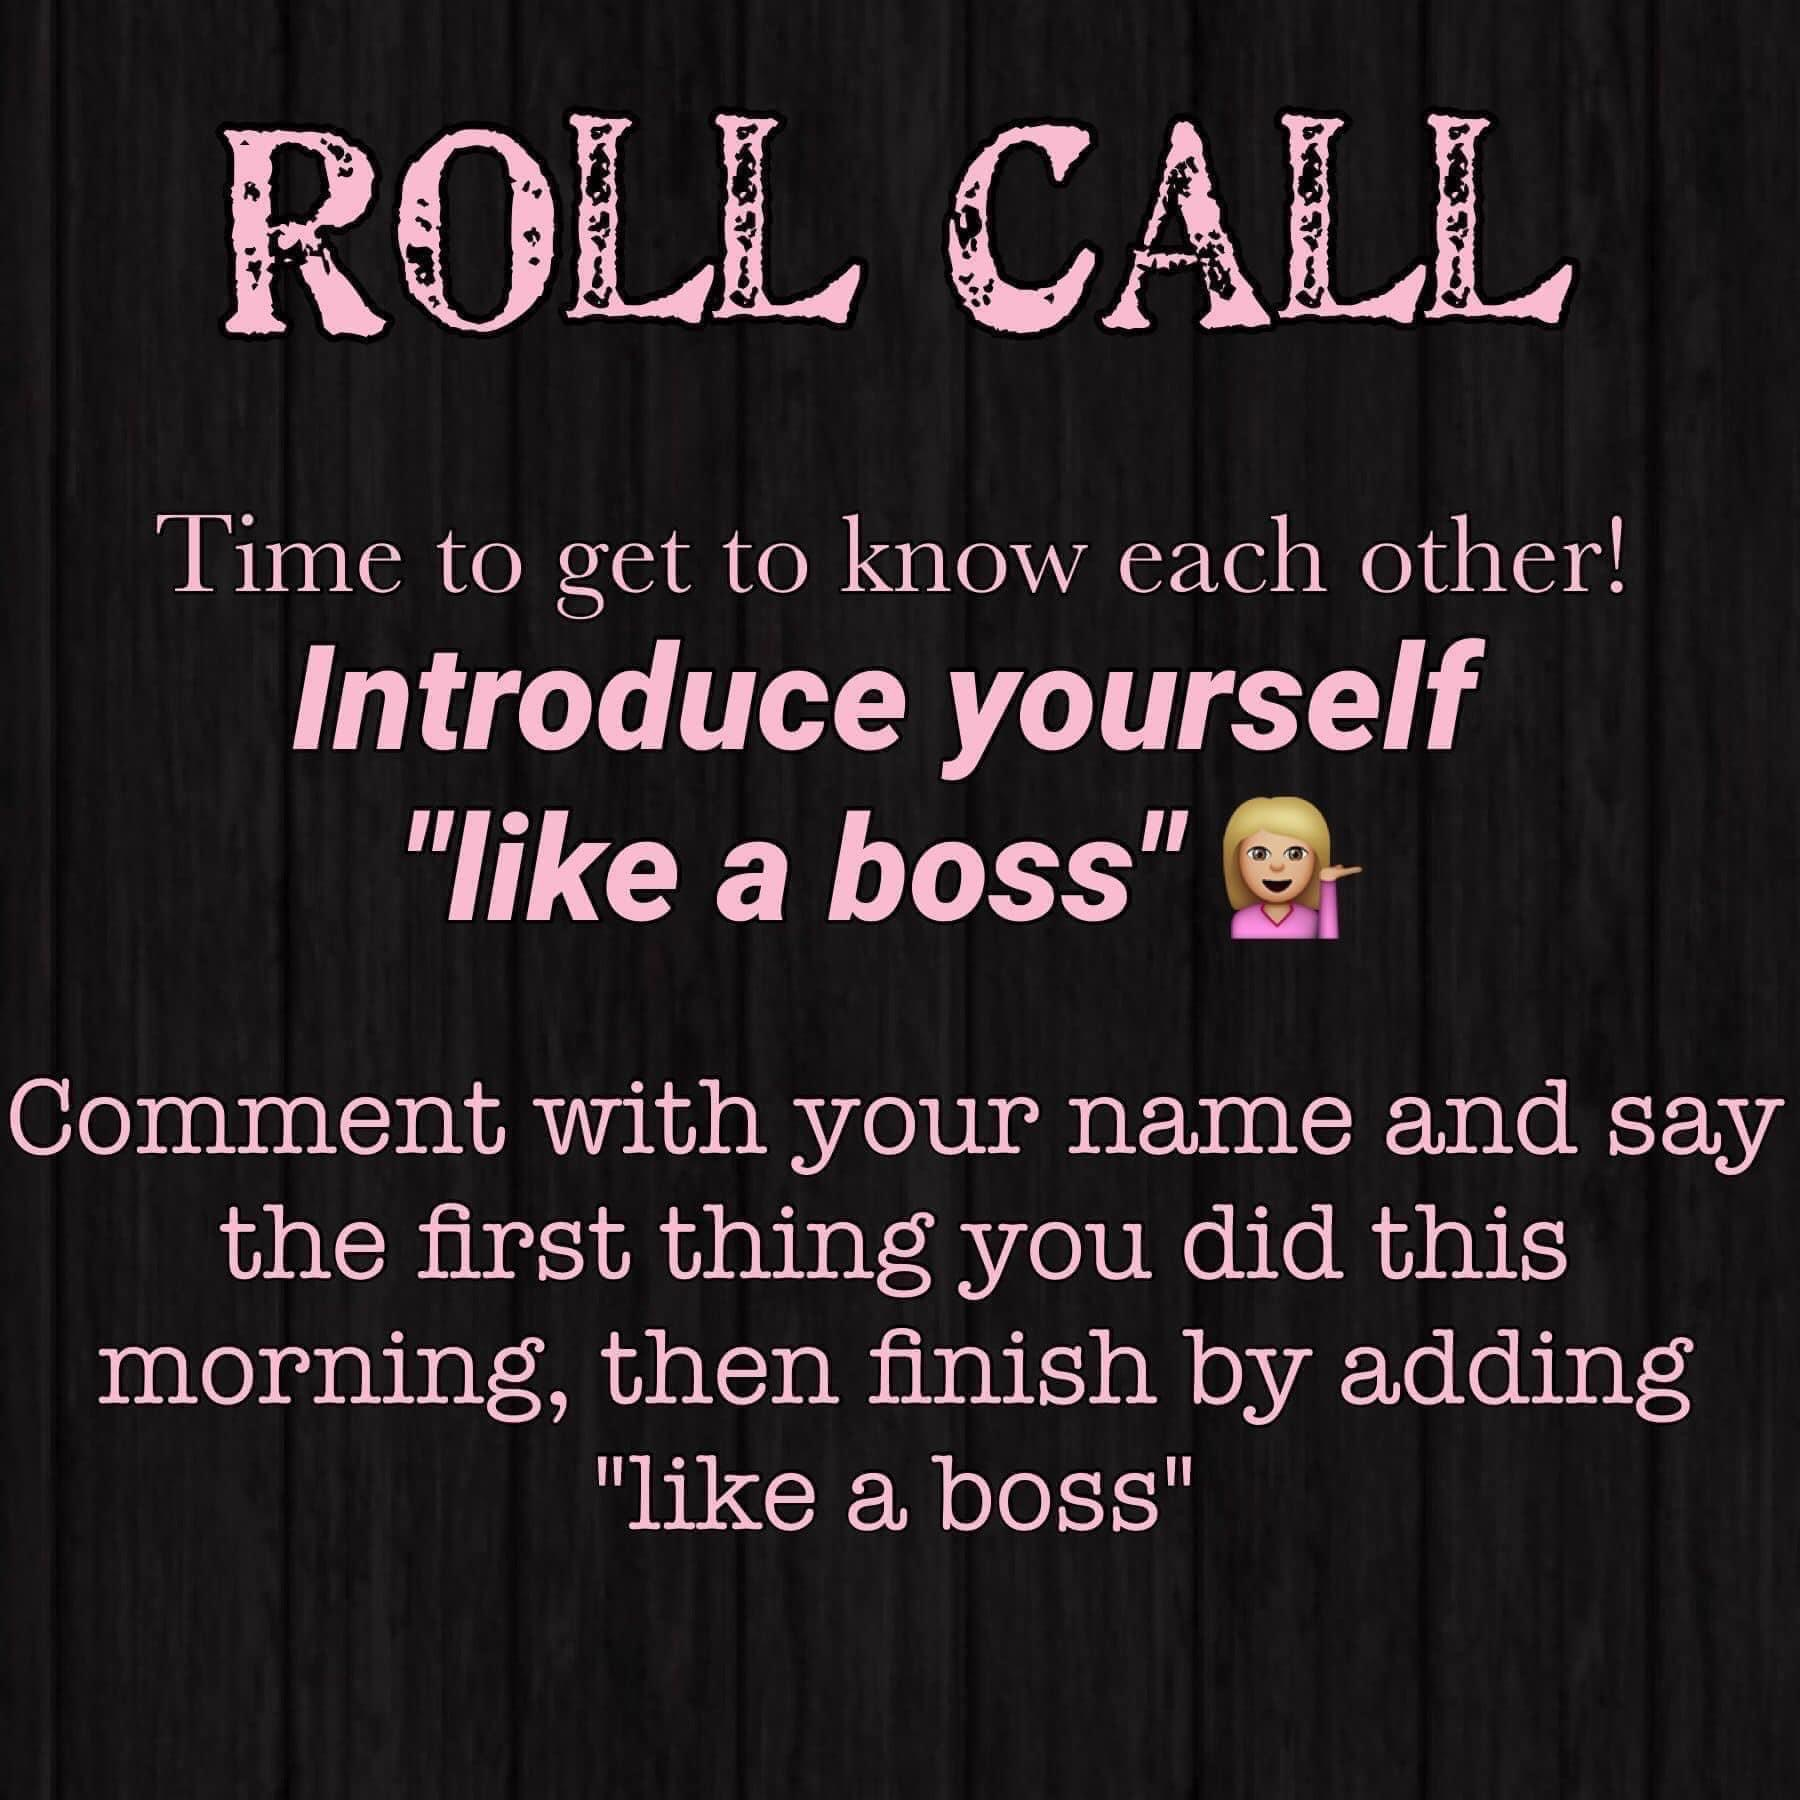 ROLL CALL
Time to get to know each other!
Introduce yourself
"like a boss" 💁🏼
Comment with your name and say
the first thing you did this
morning, then finish by adding
"like a boss"